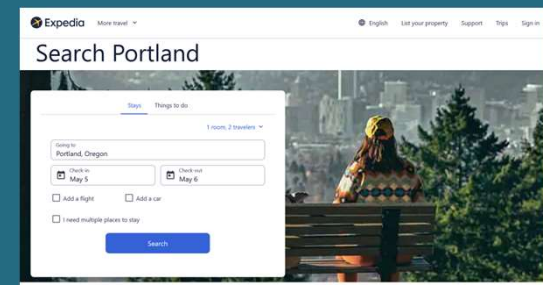 Expedia More travel English List your property Support Trips Sign in
Search Portland
Stays Things to do
1 room, 2 travelers
Going to
Portland, Oregon
Check in Check out
May 5 May 6
Add a flight Add a car
I need multiple places to stay
Search